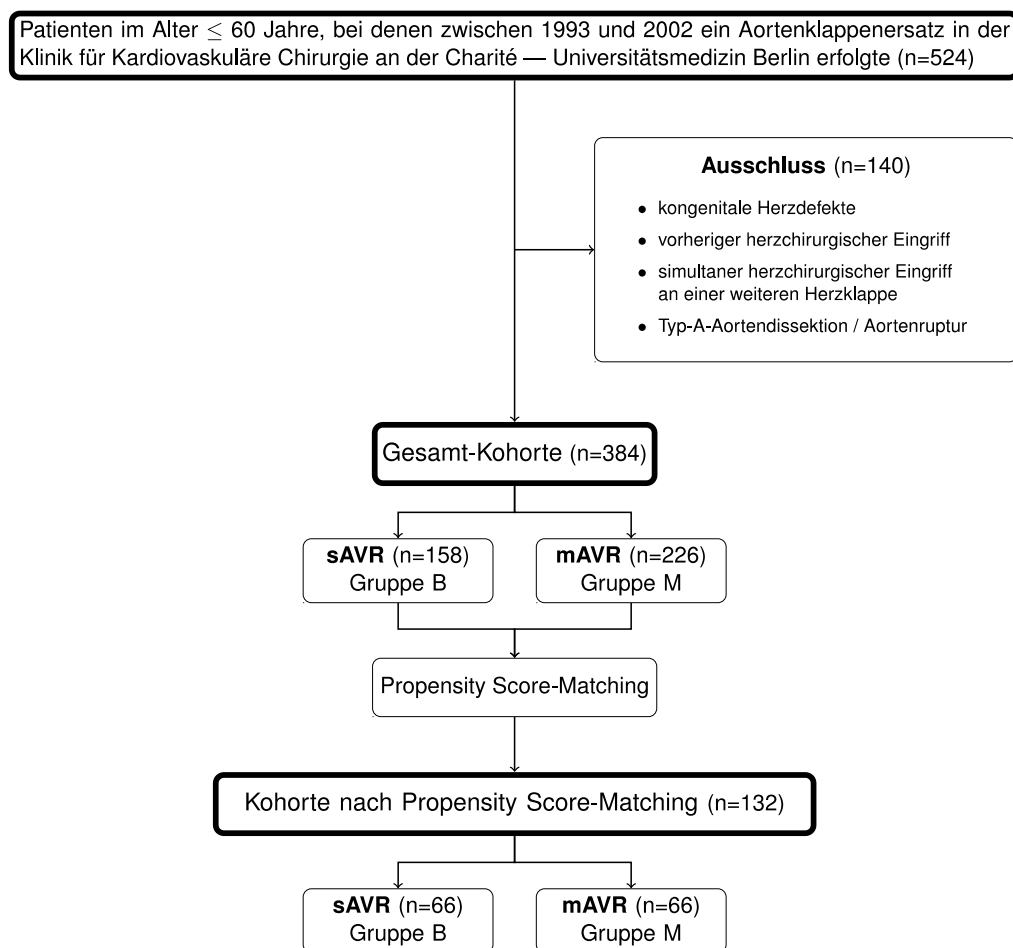 Patienten im Alter ≤ 60 Jahre, bei denen zwischen 1993 und 2002 ein Aortenklappenersatz in der
Klinik für Kardiovaskuläre Chirurgie an der Charité — Universitätsmedizin Berlin erfolgte (n=524)
Ausschluss (n=140)
• kongenitale Herzdefekte
• vorheriger herzchirurgischer Eingriff
• simultaner herzchirurgischer Eingriff
an einer weiteren Herzklappe
• Typ-A-Aortendissektion / Aortenruptur
Gesamt-Kohorte (n=384)
sAVR (n=158)
Gruppe B
mAVR (n=226)
Gruppe M
Propensity Score-Matching
Kohorte nach Propensity Score-Matching (n=132)
sAVR (n=66)
Gruppe B
mAVR (n=66)
Gruppe M